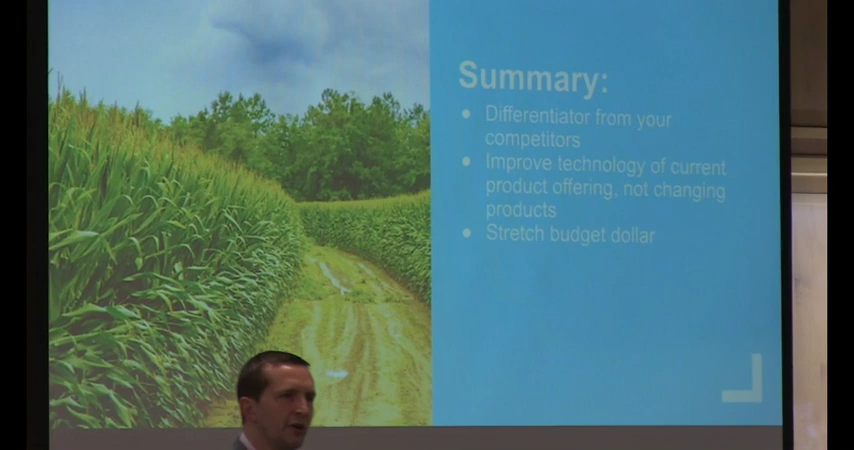 Summary:
• Differentiator from your
competitors
• Improve technology of current
product offering, not changing
products
• Stretch budget dollar